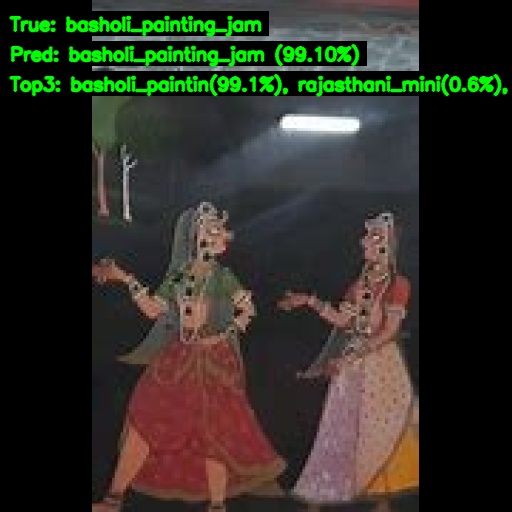 True: basholi_painting_jam
Pred: basholi_painting_jam (99.10%)
Top3: basholi_paintin(99.1%), rajasthani_mini(0.6%),